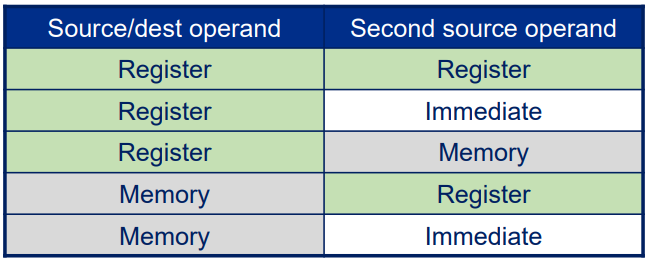 Source/dest operand Second source operand
Register Register
Register Immediate
Register Memory
Memory Register
Memory Immediate